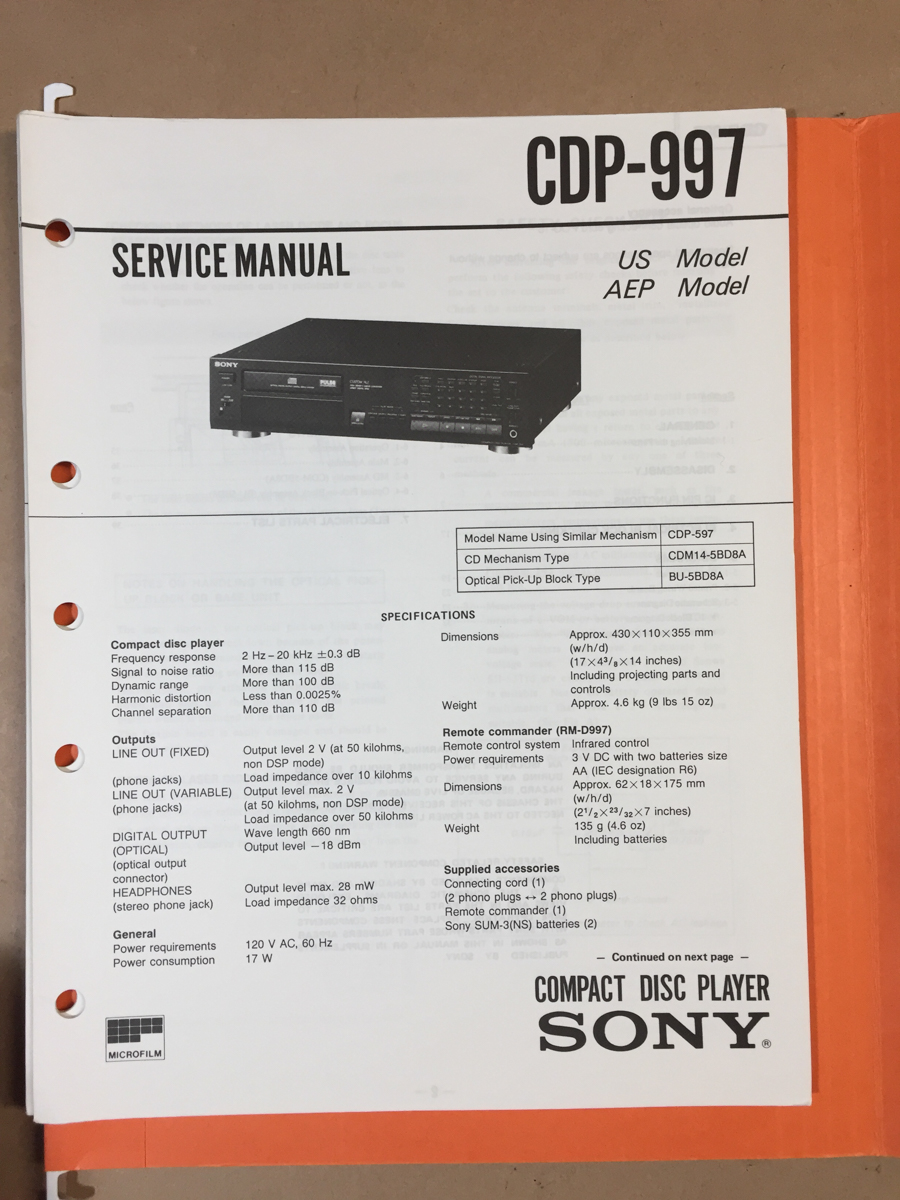 CDP-997
SERVICE MANUAL
US Model
AEP Model
SONY
PULSE
Model Name Using Similar Mechanism CDP-597
CD Mechanism Type CDM14-5BD8A
Optical Pick-Up Block Type BU-5BD8A
SPECIFICATIONS
Compact disc player
Frequency response 2 Hz – 20 kHz ±0.3 dB
Signal to noise ratio More than 115 dB
Dynamic range More than 100 dB
Harmonic distortion Less than 0.0025%
Channel separation More than 110 dB
Outputs
LINE OUT (FIXED) Output level 2 V (at 50 kilohms,
non DSP mode)
(phone jacks) Load impedance over 10 kilohms
LINE OUT (VARIABLE) Output level max. 2 V
(phone jacks) (at 50 kilohms, non DSP mode)
Load impedance over 50 kilohms
DIGITAL OUTPUT Wave length 660 nm
(OPTICAL) Output level −18 dBm
(optical output
connector)
HEADPHONES Output level max. 28 mW
(stereo phone jack) Load impedance 32 ohms
General
Power requirements 120 V AC, 60 Hz
Power consumption 17 W
Dimensions Approx. 430×110×355 mm
(w/h/d)
(17×4³/₈×14 inches)
Including projecting parts and
controls
Weight Approx. 4.6 kg (9 lbs 15 oz)
Remote commander (RM-D997)
Remote control system Infrared control
Power requirements 3 V DC with two batteries size
AA (IEC designation R6)
Dimensions Approx. 62×18×175 mm
(w/h/d)
(2¹/₂×²³/₃₂×7 inches)
Weight 135 g (4.6 oz)
Including batteries
Supplied accessories
Connecting cord (1)
(2 phono plugs ↔ 2 phono plugs)
Remote commander (1)
Sony SUM-3(NS) batteries (2)
— Continued on next page —
COMPACT DISC PLAYER
SONY®
MICROFILM